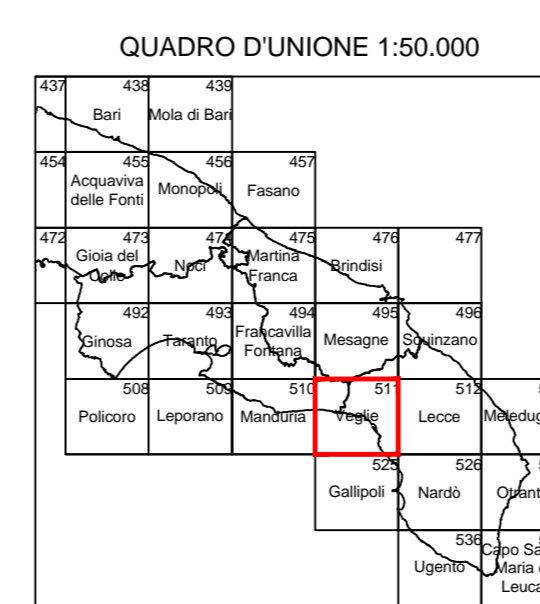 QUADRO D'UNIONE 1:50.000
437 438 439
Bari Mola di Bari
454 455 456 457
Acquaviva
delle Fonti
Monopoli Fasano
472 473 474 475 476 477
Gioia del
Colle
Noci
Martina
Franca
Brindisi
492 493 494 495 496
Ginosa Taranto
Francavilla
Fontana
Mesagne Squinzano
508 509 510 511 512
Policoro Leporano Manduria Veglie Lecce
525 526
Gallipoli Nardò
536
Ugento